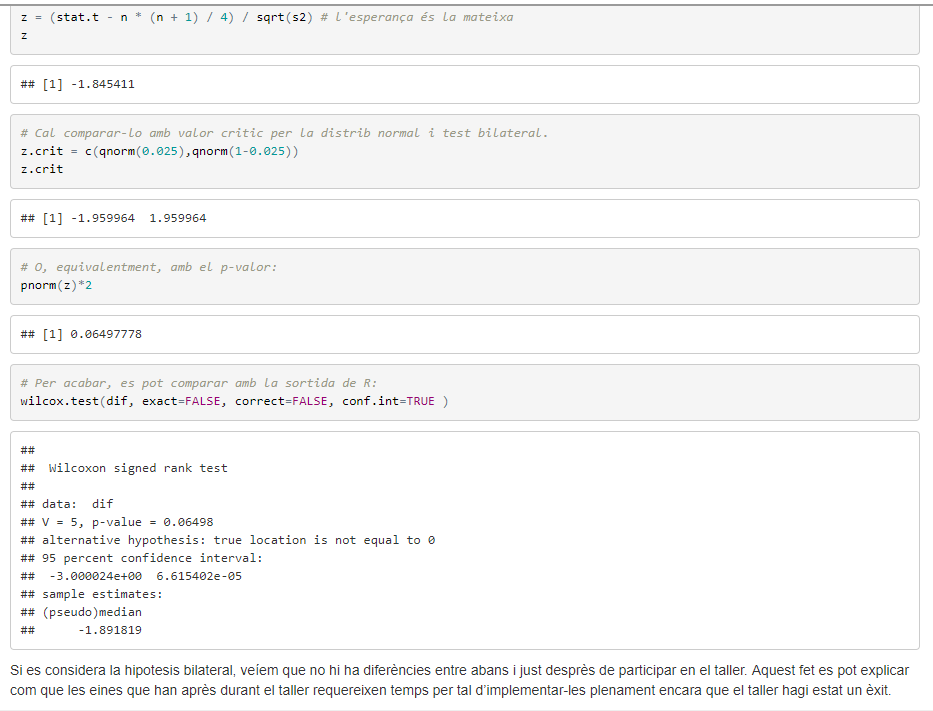 z = (stat.t - n * (n + 1) / 4) / sqrt(s2) # l'esperança és la mateixa
z
## [1] -1.845411
# Cal comparar-lo amb valor critic per la distrib normal i test bilateral.
z.crit = c(qnorm(0.025),qnorm(1-0.025))
z.crit
## [1] -1.959964  1.959964
# O, equivalentment, amb el p-valor:
pnorm(z)*2
## [1] 0.06497778
# Per acabar, es pot comparar amb la sortida de R:
wilcox.test(dif, exact=FALSE, correct=FALSE, conf.int=TRUE )
##
##  Wilcoxon signed rank test
##
## data:  dif
## V = 5, p-value = 0.06498
## alternative hypothesis: true location is not equal to 0
## 95 percent confidence interval:
##  -3.000024e+00  6.615402e-05
## sample estimates:
## (pseudo)median
##      -1.891819
Si es considera la hipotesis bilateral, veíem que no hi ha diferències entre abans i just desprès de participar en el taller. Aquest fet es pot explicar
com que les eines que han après durant el taller requereixen temps per tal d'implementar-les plenament encara que el taller hagi estat un èxit.